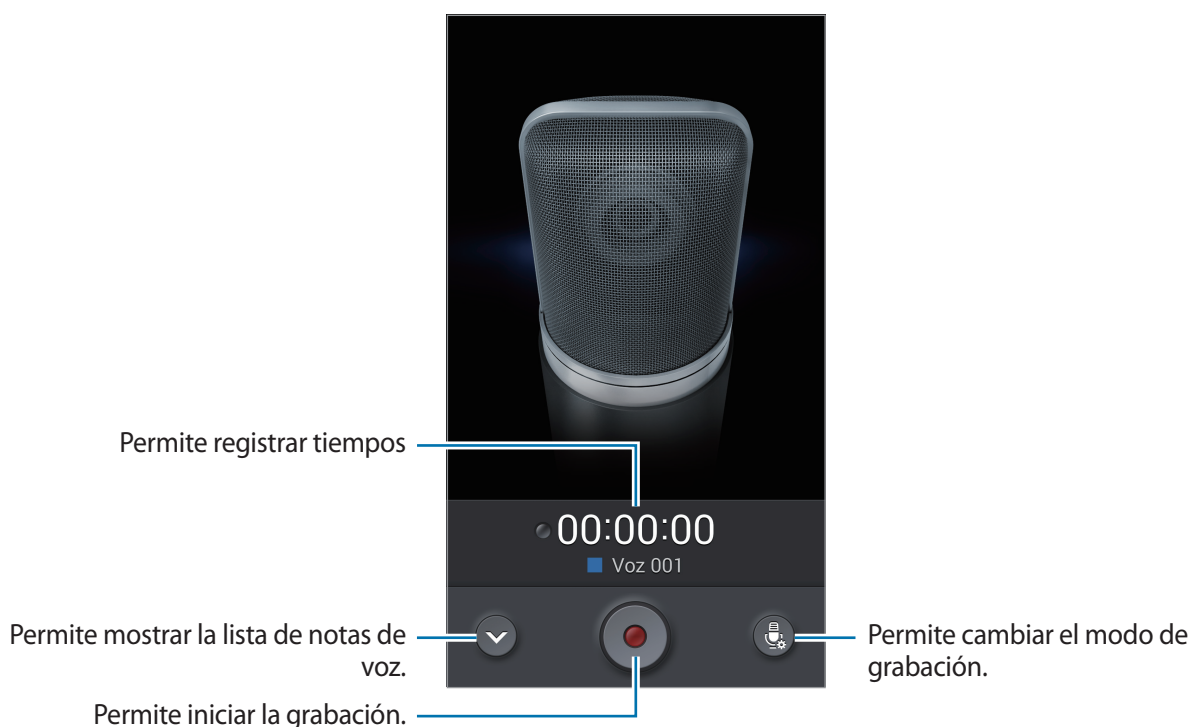 Permite registrar tiempos
00:00:00
Voz 001
Permite mostrar la lista de notas de
voz.
Permite cambiar el modo de
grabación.
Permite iniciar la grabación.